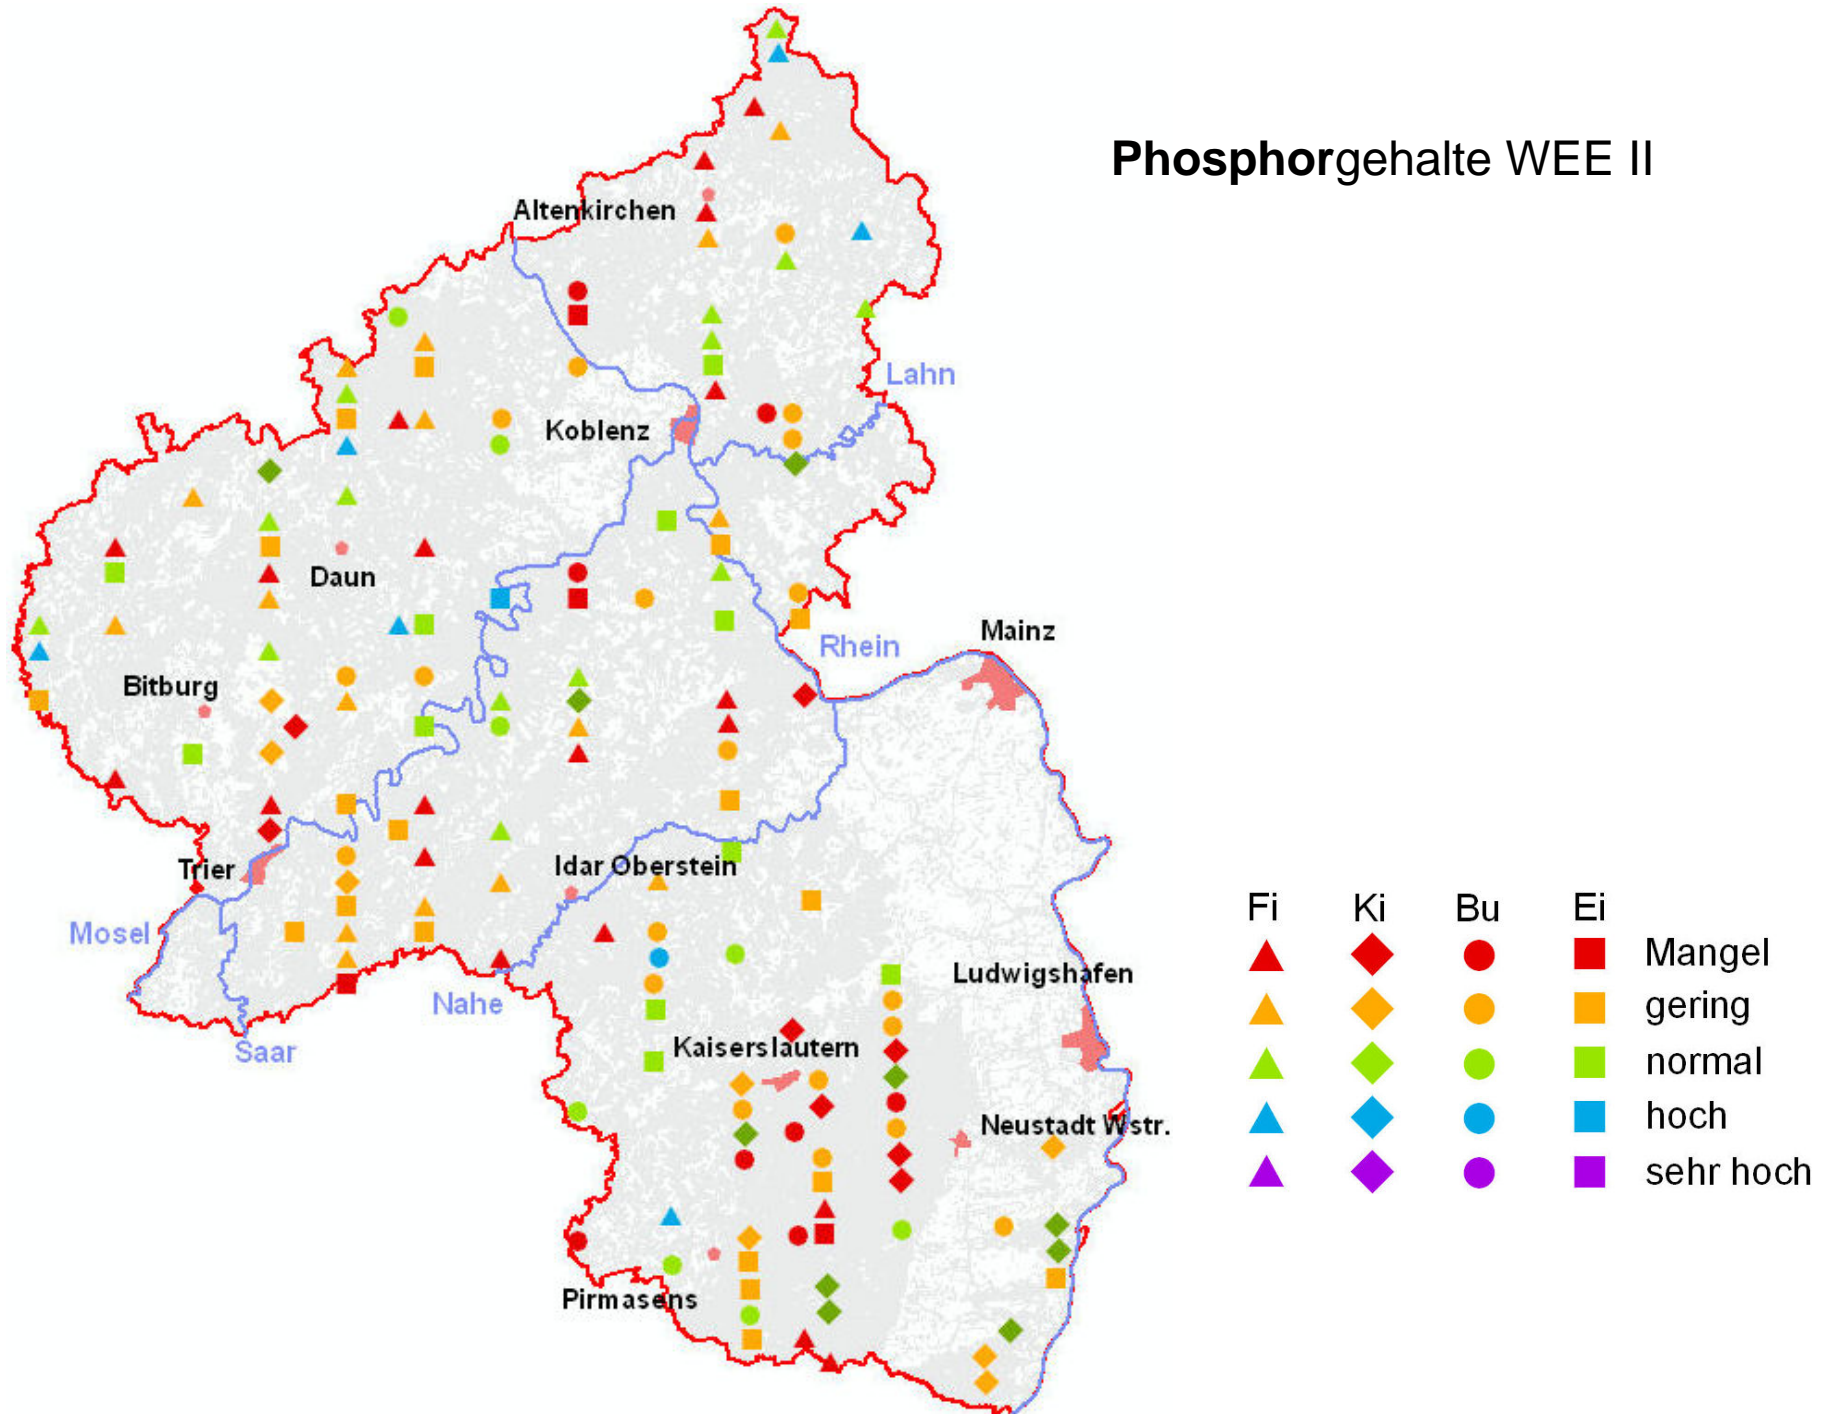 Phosphorgehalte WEE II
Altenkirchen
Lahn
Koblenz
Daun
Rhein
Mainz
Bitburg
Trier
Idar Oberstein
Mosel
Nahe
Saar
Ludwigshafen
Kaiserslautern
Neustadt Wstr.
Pirmasens
Fi Ki Bu Ei
Mangel
gering
normal
hoch
sehr hoch